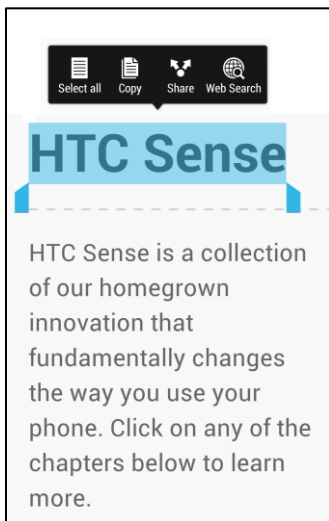 Select all Copy Share Web Search
HTC Sense
HTC Sense is a collection
of our homegrown
innovation that
fundamentally changes
the way you use your
phone. Click on any of the
chapters below to learn
more.